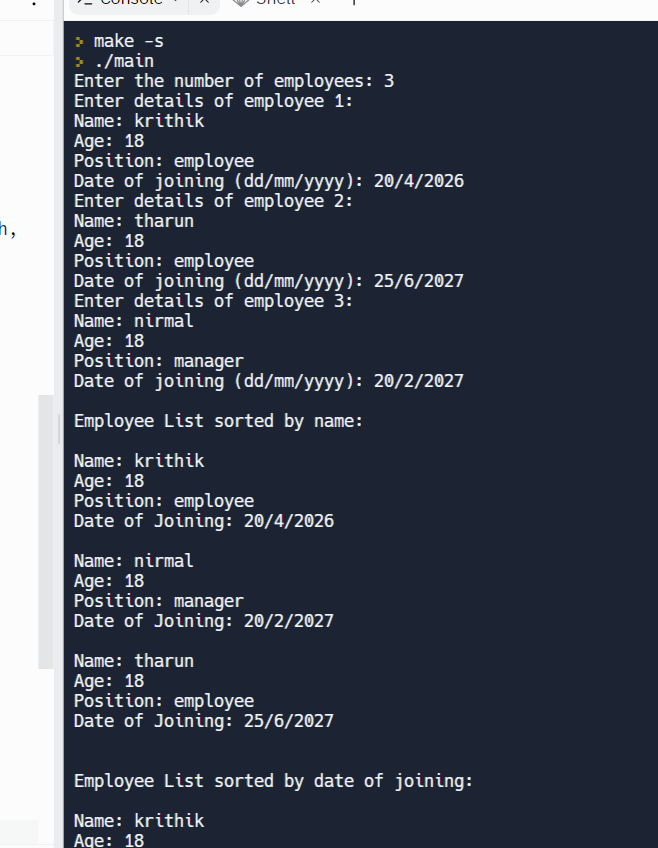 Console
Shell
h,
> make -s
> ./main
Enter the number of employees: 3
Enter details of employee 1:
Name: krithik
Age: 18
Position: employee
Date of joining (dd/mm/yyyy): 20/4/2026
Enter details of employee 2:
Name: tharun
Age: 18
Position: employee
Date of joining (dd/mm/yyyy): 25/6/2027
Enter details of employee 3:
Name: nirmal
Age: 18
Position: manager
Date of joining (dd/mm/yyyy): 20/2/2027
Employee List sorted by name:
Name: krithik
Age: 18
Position: employee
Date of Joining: 20/4/2026
Name: nirmal
Age: 18
Position: manager
Date of Joining: 20/2/2027
Name: tharun
Age: 18
Position: employee
Date of Joining: 25/6/2027
Employee List sorted by date of joining:
Name: krithik
Age: 18